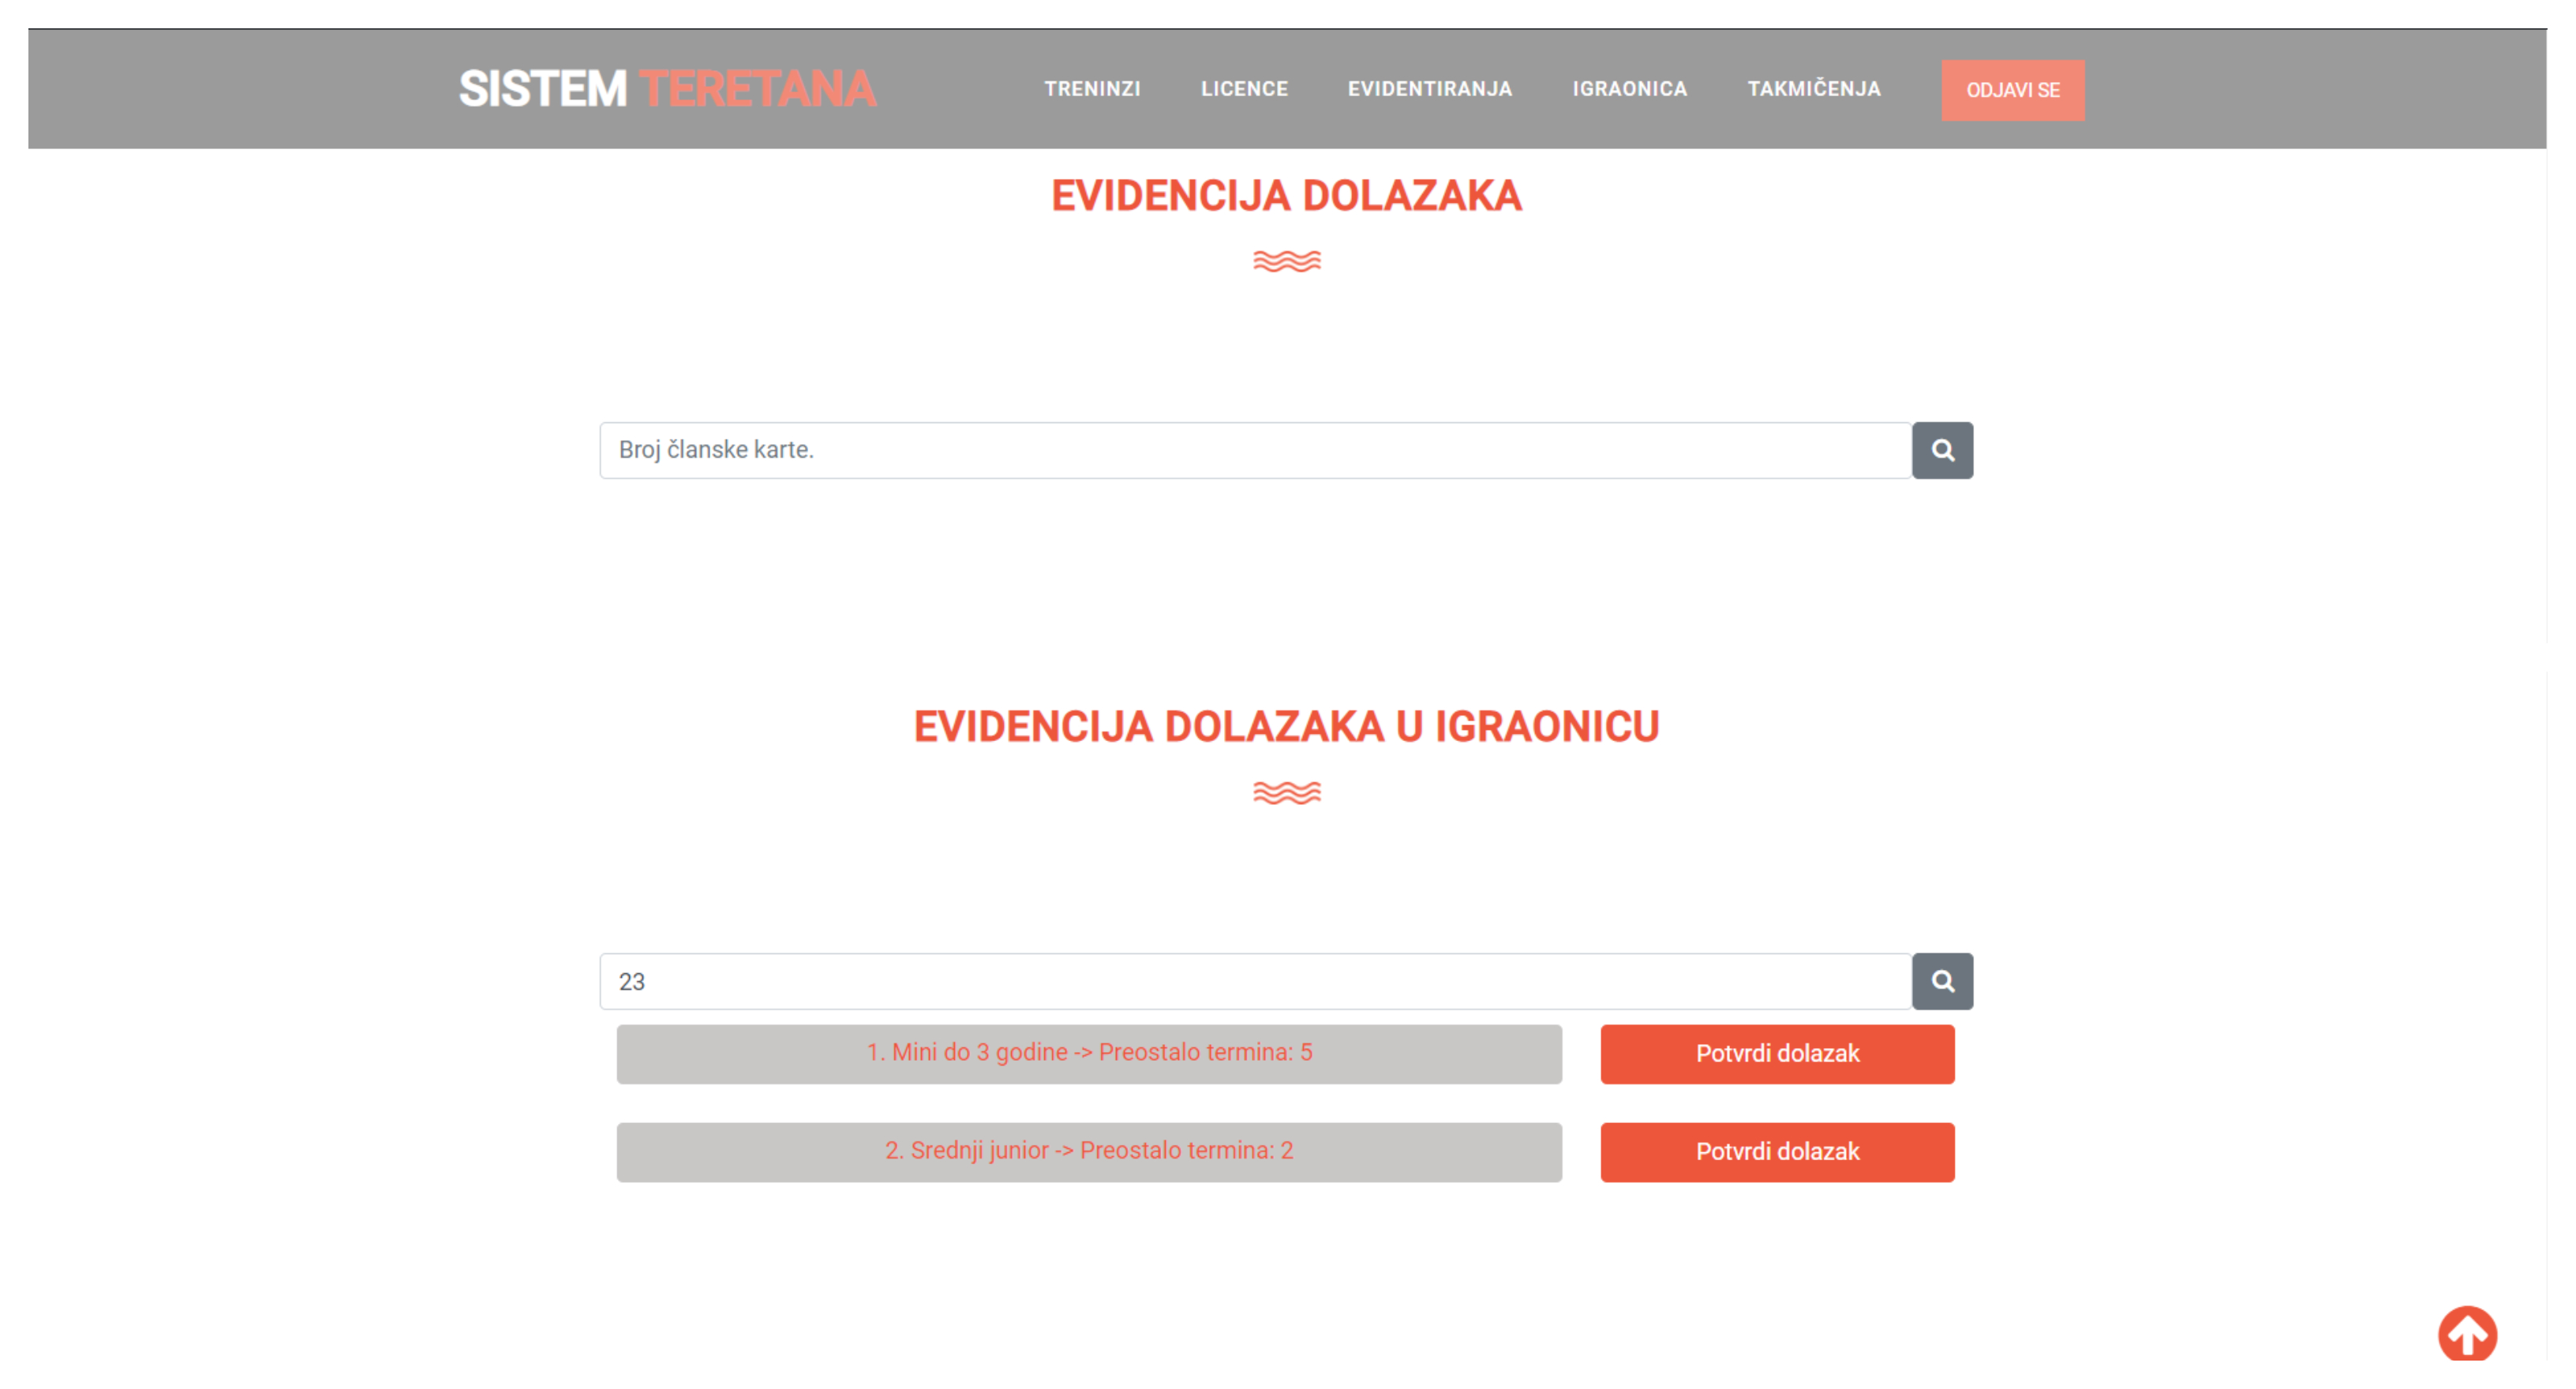 SISTEM TERETANA TRENINZI LICENCE EVIDENTIRANJA IGRAONICA TAKMIČENJA ODJAVI SE
EVIDENCIJA DOLAZAKA
Broj članske karte.
EVIDENCIJA DOLAZAKA U IGRAONICU
23
1. Mini do 3 godine -> Preostalo termina: 5 Potvrdi dolazak
2. Srednji junior -> Preostalo termina: 2 Potvrdi dolazak